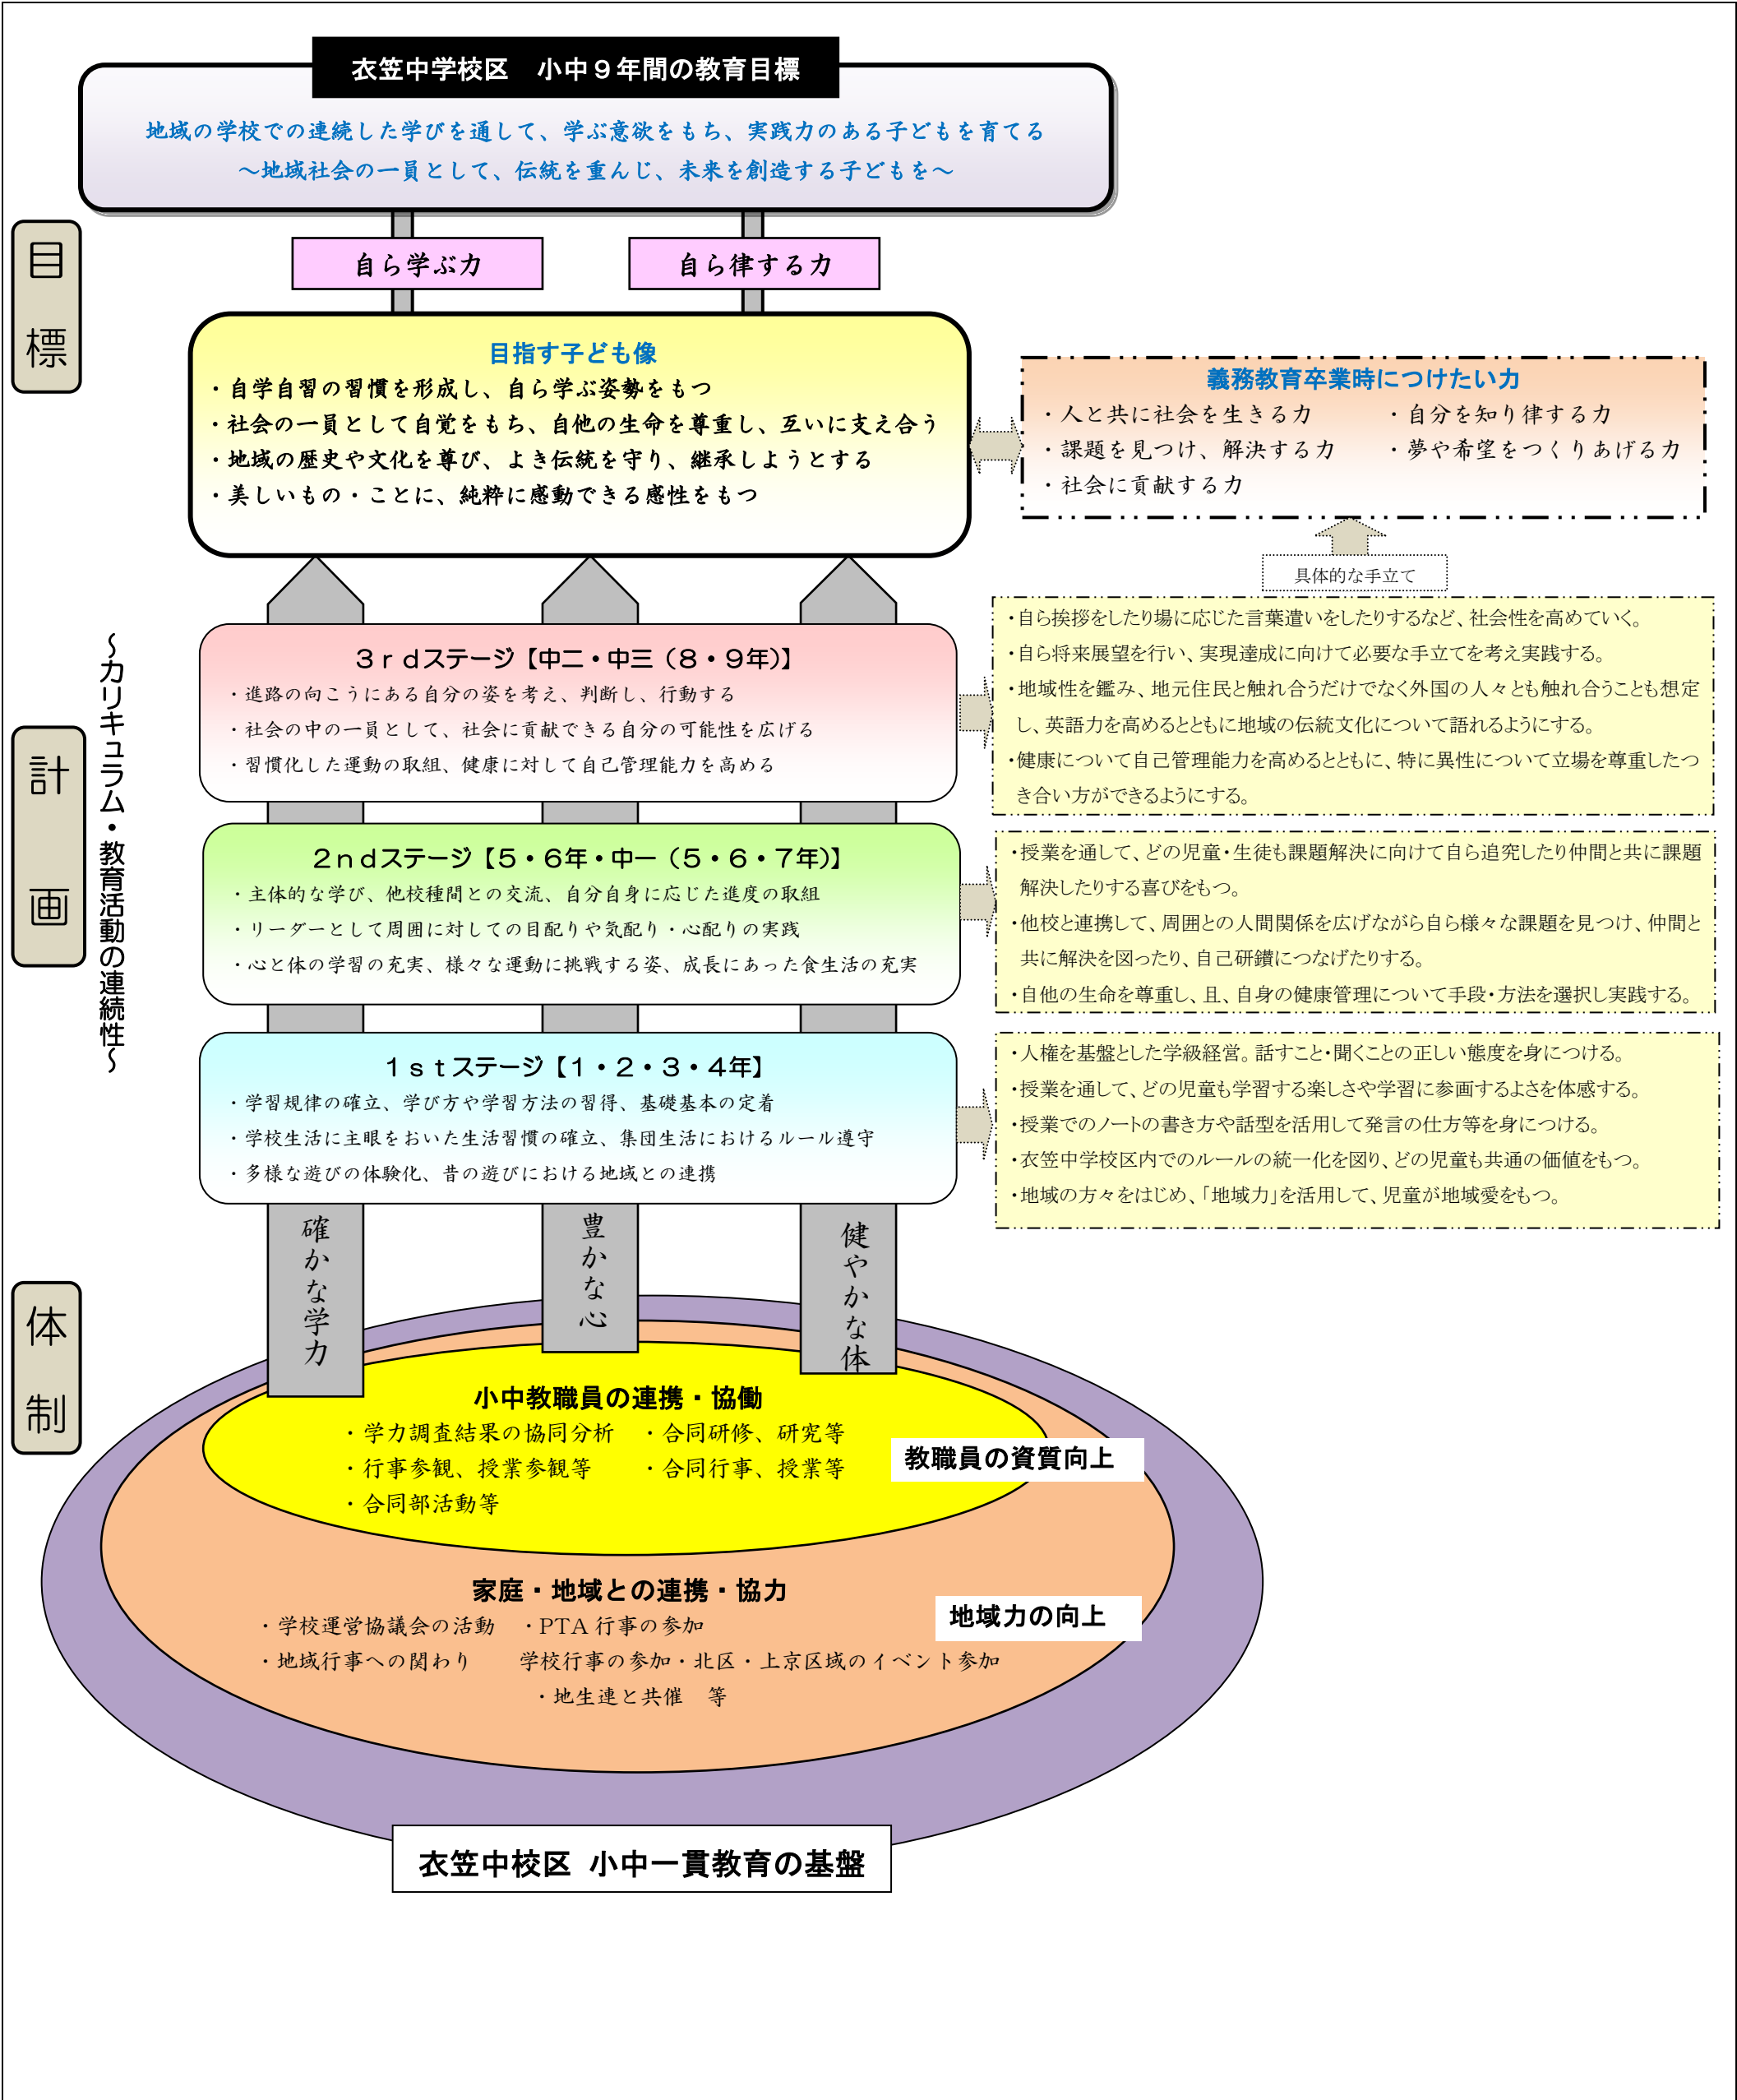 衣笠中学校区　小中９年間の教育目標
地域の学校での連続した学びを通して、学ぶ意欲をもち、実践力のある子どもを育てる
～地域社会の一員として、伝統を重んじ、未来を創造する子どもを～
目標
自ら学ぶ力
自ら律する力
目指す子ども像
・自学自習の習慣を形成し、自ら学ぶ姿勢をもつ
・社会の一員として自覚をもち、自他の生命を尊重し、互いに支え合う
・地域の歴史や文化を尊び、よき伝統を守り、継承しようとする
・美しいもの・ことに、純粋に感動できる感性をもつ
義務教育卒業時につけたい力
・人と共に社会を生きる力　　・自分を知り律する力
・課題を見つけ、解決する力　　・夢や希望をつくりあげる力
・社会に貢献する力
具体的な手立て
計画
～カリキュラム・教育活動の連続性～
３ｒｄステージ【中二・中三（８・９年）】
・進路の向こうにある自分の姿を考え、判断し、行動する
・社会の中の一員として、社会に貢献できる自分の可能性を広げる
・習慣化した運動の取組、健康に対して自己管理能力を高める
・自ら挨拶をしたり場に応じた言葉遣いをしたりするなど、社会性を高めていく。
・自ら将来展望を行い、実現達成に向けて必要な手立てを考え実践する。
・地域性を鑑み、地元住民と触れ合うだけでなく外国の人々とも触れ合うことも想定
し、英語力を高めるとともに地域の伝統文化について語れるようにする。
・健康について自己管理能力を高めるとともに、特に異性について立場を尊重したつ
き合い方ができるようにする。
２ｎｄステージ【５・６年・中一（５・６・７年）】
・主体的な学び、他校種間との交流、自分自身に応じた進度の取組
・リーダーとして周囲に対しての目配りや気配り・心配りの実践
・心と体の学習の充実、様々な運動に挑戦する姿、成長にあった食生活の充実
・授業を通して、どの児童・生徒も課題解決に向けて自ら追究したり仲間と共に課題
解決したりする喜びをもつ。
・他校と連携して、周囲との人間関係を広げながら自ら様々な課題を見つけ、仲間と
共に解決を図ったり、自己研鑽につなげたりする。
・自他の生命を尊重し、且、自身の健康管理について手段・方法を選択し実践する。
１ｓｔステージ【１・２・３・４年】
・学習規律の確立、学び方や学習方法の習得、基礎基本の定着
・学校生活に主眼をおいた生活習慣の確立、集団生活におけるルール遵守
・多様な遊びの体験化、昔の遊びにおける地域との連携
・人権を基盤とした学級経営。話すこと・聞くことの正しい態度を身につける。
・授業を通して、どの児童も学習する楽しさや学習に参画するよさを体感する。
・授業でのノートの書き方や話型を活用して発言の仕方等を身につける。
・衣笠中学校区内でのルールの統一化を図り、どの児童も共通の価値をもつ。
・地域の方々をはじめ、「地域力」を活用して、児童が地域愛をもつ。
確かな学力
豊かな心
健やかな体
体制
小中教職員の連携・協働
・学力調査結果の協同分析　・合同研修、研究等
・行事参観、授業参観等　　・合同行事、授業等
・合同部活動等
教職員の資質向上
家庭・地域との連携・協力
・学校運営協議会の活動　・PTA 行事の参加
・地域行事への関わり　　学校行事の参加・北区・上京区域のイベント参加
・地生連と共催　等
地域力の向上
衣笠中校区 小中一貫教育の基盤